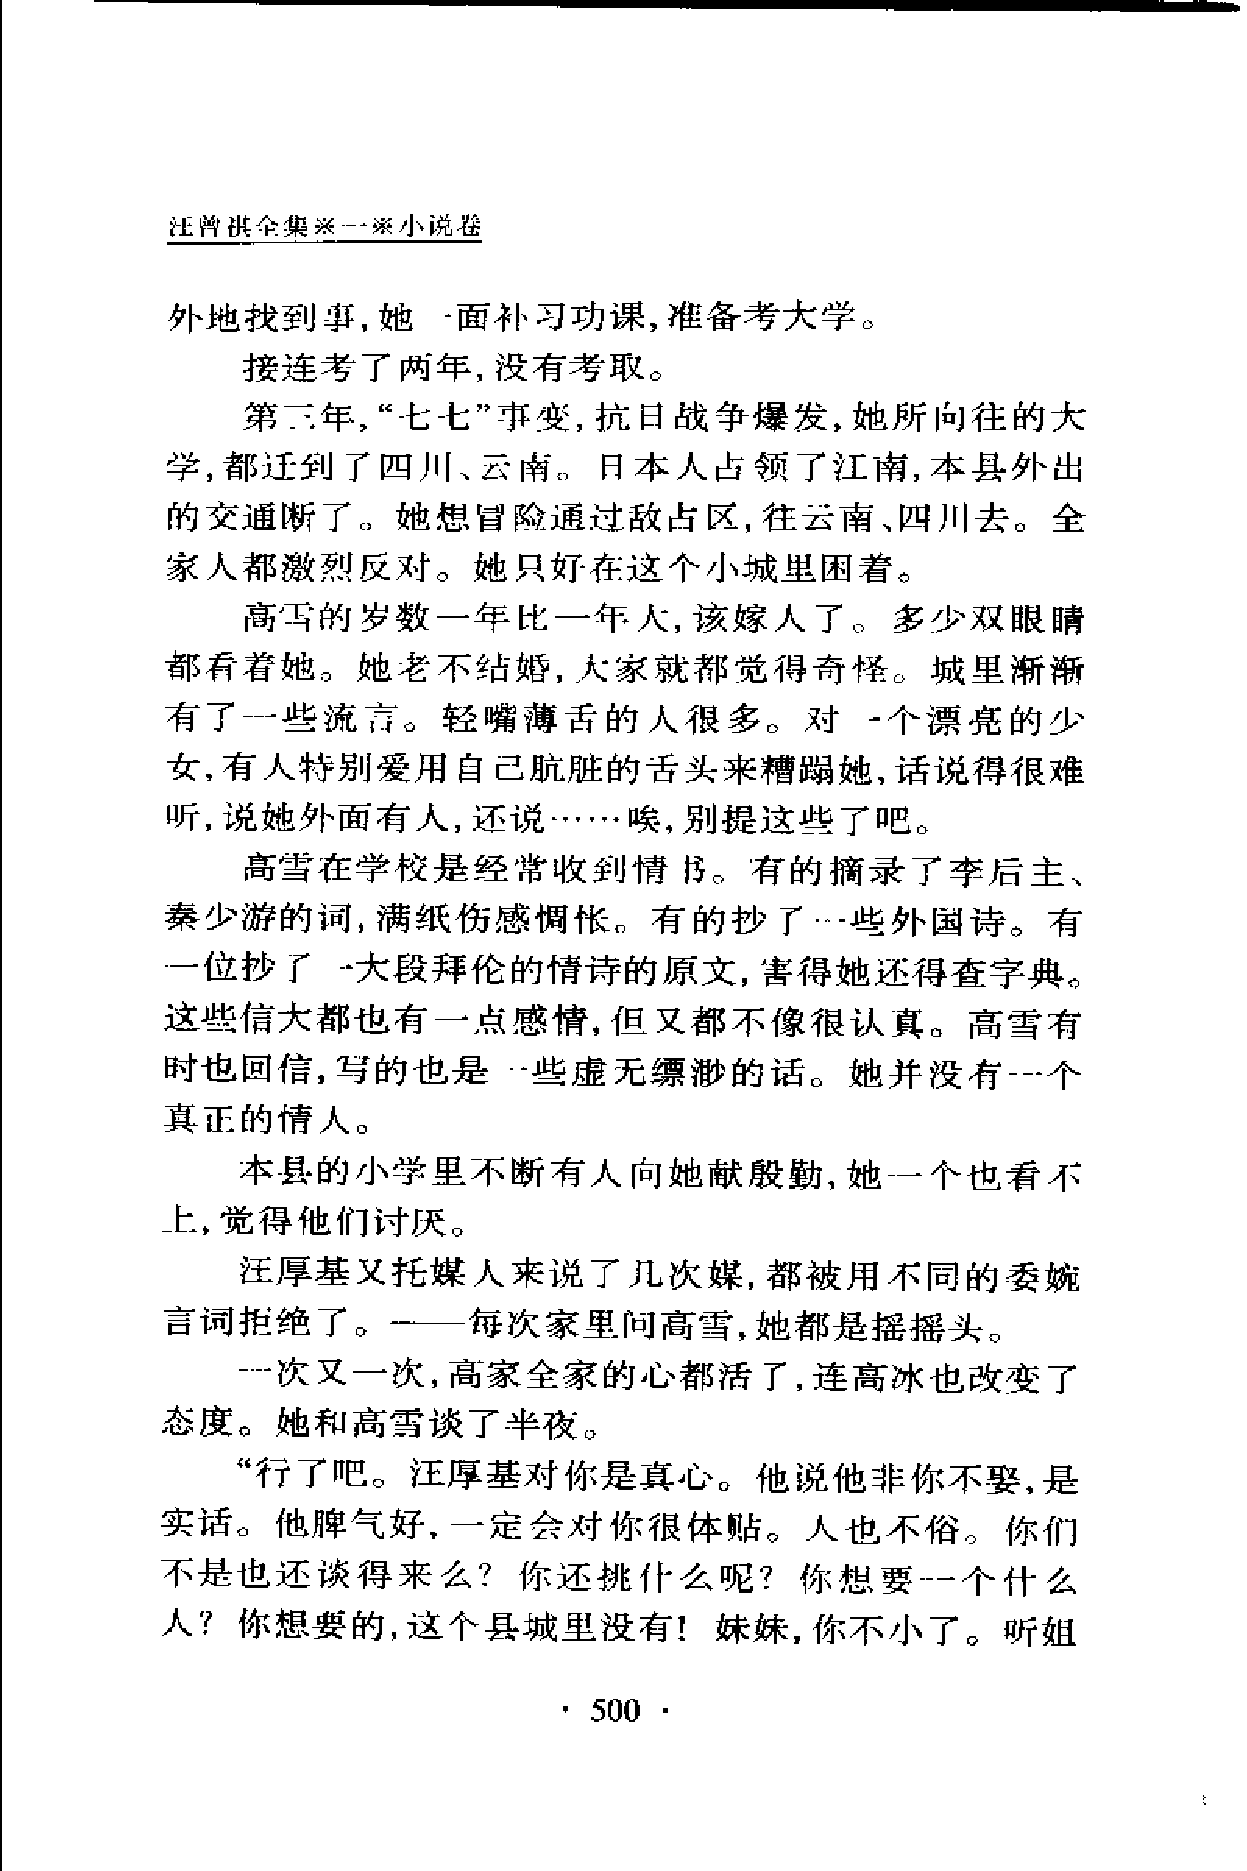 汪曾祺全集※一※小说卷
外地找到事,她一面补习功课,准备考大学。
接连考了两年,没有考取。
第三年,“七七”事变,抗日战争爆发,她所向往的大
学,都迁到了四川、云南。日本人占领了江南,本县外出
的交通断了。她想冒险通过敌占区,往云南、四川去。全
家人都激烈反对。她只好在这个小城里困着。
高雪的岁数一年比一年大,该嫁人了。多少双眼睛
都看着她。她老不结婚,大家就都觉得奇怪。城里渐渐
有了一些流言。轻嘴薄舌的人很多。对一个漂亮的少
女,有人特别爱用自己肮脏的舌头来糟蹋她,话说得很难
听,说她外面有人,还说……唉,别提这些了吧。
高雪在学校是经常收到情书。有的摘录了李后主、
秦少游的词,满纸伤感惆怅。有的抄了一些外国诗。有
一位抄了一大段拜伦的情诗的原文,害得她还得查字典。
这些信大都也有一点感情,但又都不像很认真。高雪有
时也回信,写的也是一些虚无缥渺的话。她并没有一个
真正的情人。
本县的小学里不断有人向她献殷勤,她一个也看不
上,觉得他们讨厌。
汪厚基又托媒人来说了几次媒,都被用不同的委婉
言词拒绝了。——每次家里问高雪,她都是摇摇头。
一次又一次,高家全家的心都活了,连高冰也改变了
态度。她和高雪谈了半夜。
“行了吧。汪厚基对你是真心。他说他非你不娶,是
实话。他脾气好,一定会对你很体贴。人也不俗。你们
不是也还谈得来么?你还挑什么呢?你想要一个什么
人?你想要的,这个县城里没有!妹妹,你不小了。听姐
· 500 ·